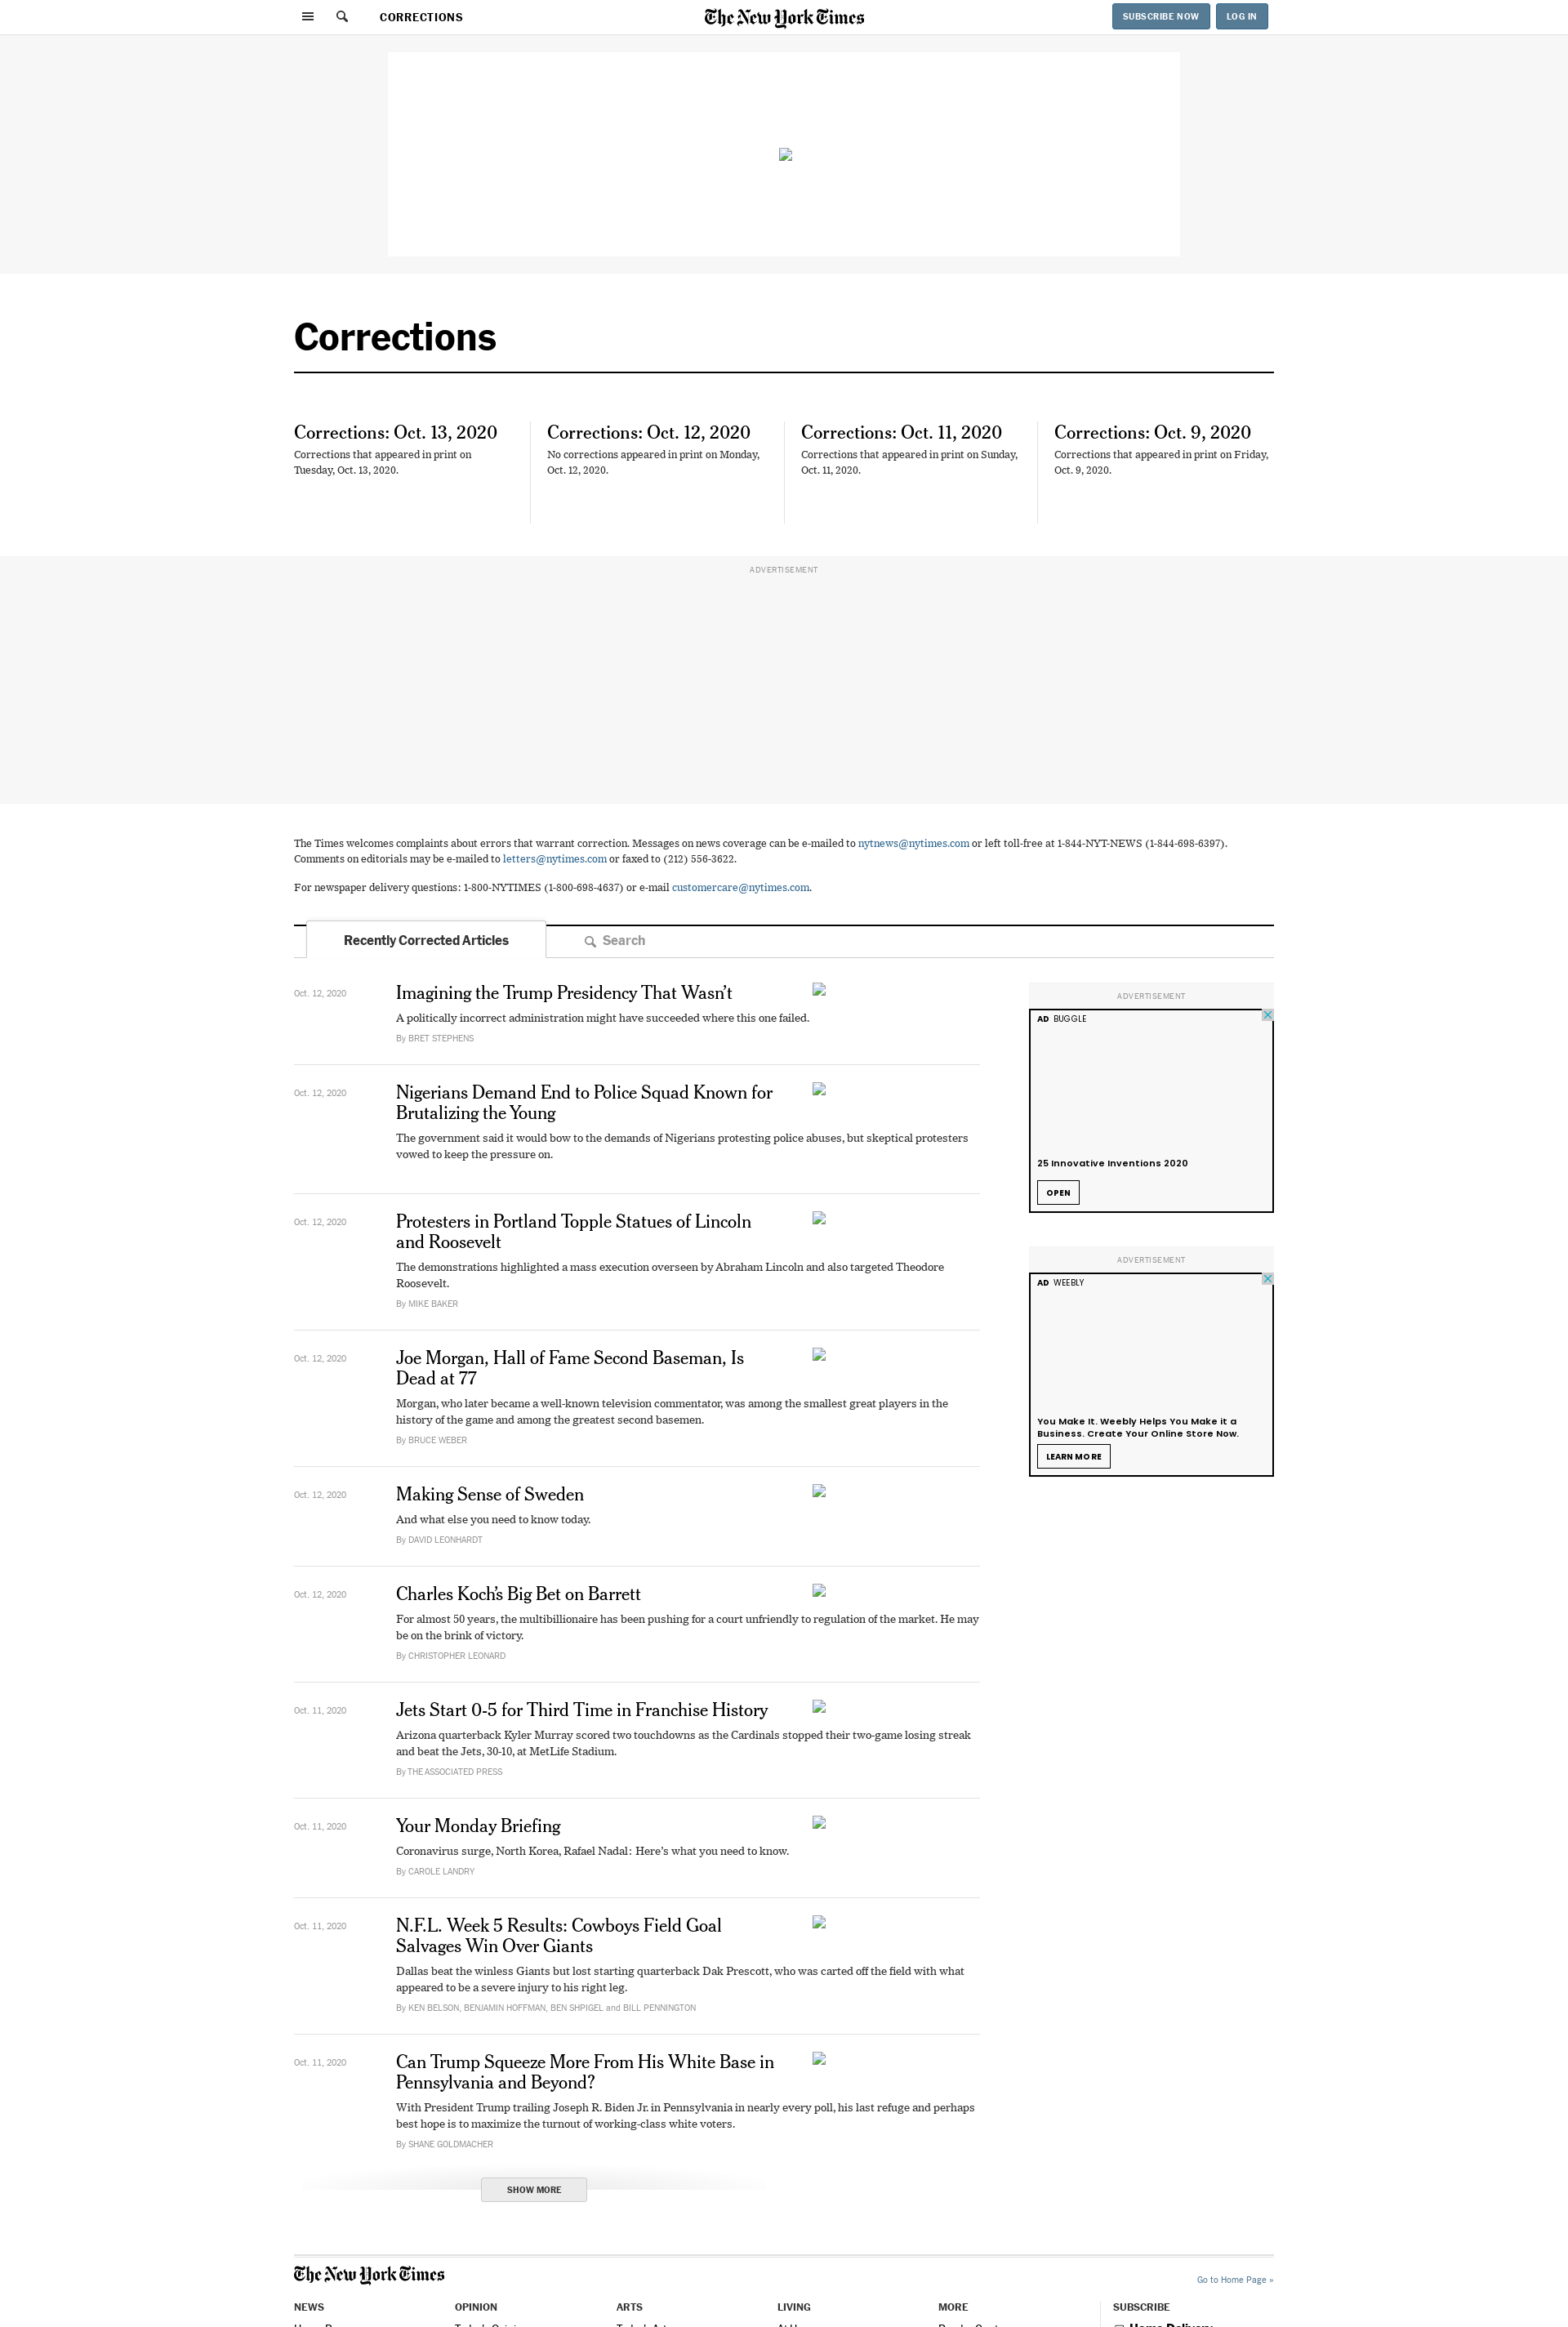 CORRECTIONS
The New York Times
SUBSCRIBE NOW
LOG IN
Corrections
Corrections: Oct. 13, 2020
Corrections that appeared in print on
Tuesday, Oct. 13, 2020.
Corrections: Oct. 12, 2020
No corrections appeared in print on Monday,
Oct. 12, 2020.
Corrections: Oct. 11, 2020
Corrections that appeared in print on Sunday,
Oct. 11, 2020.
Corrections: Oct. 9, 2020
Corrections that appeared in print on Friday,
Oct. 9, 2020.
ADVERTISEMENT
The Times welcomes complaints about errors that warrant correction. Messages on news coverage can be e-mailed to nytnews@nytimes.com or left toll-free at 1-844-NYT-NEWS (1-844-698-6397).
Comments on editorials may be e-mailed to letters@nytimes.com or faxed to (212) 556-3622.
For newspaper delivery questions: 1-800-NYTIMES (1-800-698-4637) or e-mail customercare@nytimes.com.
Recently Corrected Articles
Search
Oct. 12, 2020
Imagining the Trump Presidency That Wasn’t
A politically incorrect administration might have succeeded where this one failed.
By BRET STEPHENS
Oct. 12, 2020
Nigerians Demand End to Police Squad Known for
Brutalizing the Young
The government said it would bow to the demands of Nigerians protesting police abuses, but skeptical protesters
vowed to keep the pressure on.
Oct. 12, 2020
Protesters in Portland Topple Statues of Lincoln
and Roosevelt
The demonstrations highlighted a mass execution overseen by Abraham Lincoln and also targeted Theodore
Roosevelt.
By MIKE BAKER
Oct. 12, 2020
Joe Morgan, Hall of Fame Second Baseman, Is
Dead at 77
Morgan, who later became a well-known television commentator, was among the smallest great players in the
history of the game and among the greatest second basemen.
By BRUCE WEBER
Oct. 12, 2020
Making Sense of Sweden
And what else you need to know today.
By DAVID LEONHARDT
Oct. 12, 2020
Charles Koch’s Big Bet on Barrett
For almost 50 years, the multibillionaire has been pushing for a court unfriendly to regulation of the market. He may
be on the brink of victory.
By CHRISTOPHER LEONARD
Oct. 11, 2020
Jets Start 0-5 for Third Time in Franchise History
Arizona quarterback Kyler Murray scored two touchdowns as the Cardinals stopped their two-game losing streak
and beat the Jets, 30-10, at MetLife Stadium.
By THE ASSOCIATED PRESS
Oct. 11, 2020
Your Monday Briefing
Coronavirus surge, North Korea, Rafael Nadal: Here’s what you need to know.
By CAROLE LANDRY
Oct. 11, 2020
N.F.L. Week 5 Results: Cowboys Field Goal
Salvages Win Over Giants
Dallas beat the winless Giants but lost starting quarterback Dak Prescott, who was carted off the field with what
appeared to be a severe injury to his right leg.
By KEN BELSON, BENJAMIN HOFFMAN, BEN SHPIGEL and BILL PENNINGTON
Oct. 11, 2020
Can Trump Squeeze More From His White Base in
Pennsylvania and Beyond?
With President Trump trailing Joseph R. Biden Jr. in Pennsylvania in nearly every poll, his last refuge and perhaps
best hope is to maximize the turnout of working-class white voters.
By SHANE GOLDMACHER
SHOW MORE
ADVERTISEMENT
AD BUGGLE
25 Innovative Inventions 2020
OPEN
ADVERTISEMENT
AD WEEBLY
You Make It. Weebly Helps You Make it a
Business. Create Your Online Store Now.
LEARN MORE
The New York Times
Go to Home Page »
NEWS
OPINION
ARTS
LIVING
MORE
SUBSCRIBE
Home Delivery